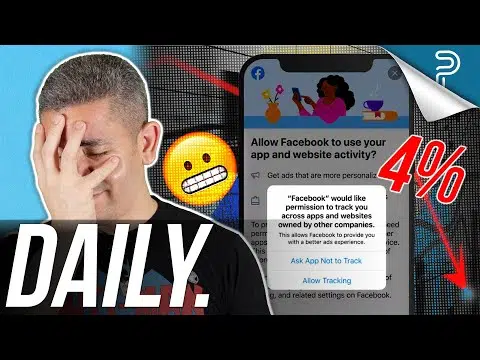 Allow Facebook to use your
app and website activity?
Get ads that are more personaliz
4%
“Facebook” would like
permission to track you
across apps and websites
owned by other companies.
This allows Facebook to provide you
with a better ads experience.
Ask App Not to Track
Allow Tracking
ng, and related settings on Facebook.
DAILY.